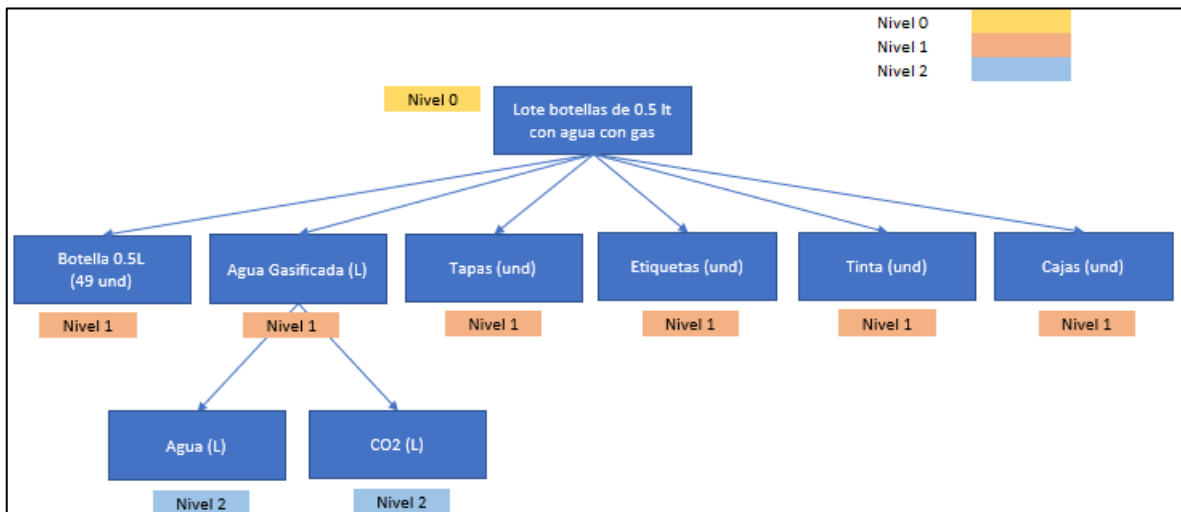 Nivel 0
Nivel 1
Nivel 2
Nivel 0
Lote botellas de 0.5 lt
con agua con gas
Botella 0.5L
(49 und)
Agua Gasificada (L)
Tapas (und)
Etiquetas (und)
Tinta (und)
Cajas (und)
Nivel 1
Nivel 1
Nivel 1
Nivel 1
Nivel 1
Nivel 1
Agua (L)
CO2 (L)
Nivel 2
Nivel 2